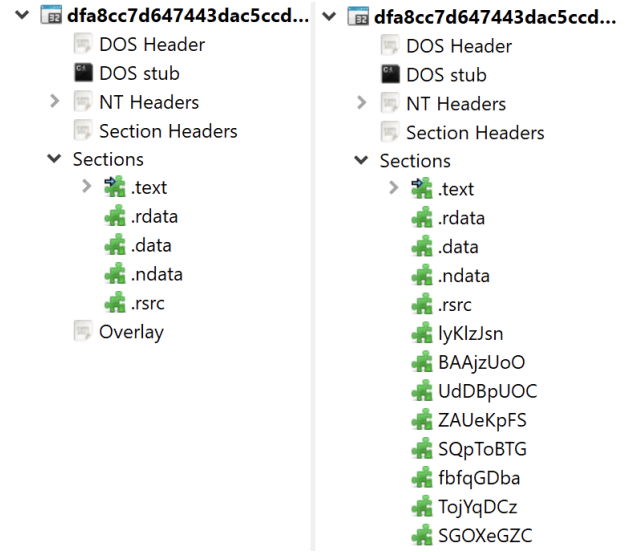 dfa8cc7d647443dac5ccd...
DOS Header
DOS stub
NT Headers
Section Headers
Sections
.text
.rdata
.data
.ndata
.rsrc
Overlay
dfa8cc7d647443dac5ccd...
DOS Header
DOS stub
NT Headers
Section Headers
Sections
.text
.rdata
.data
.ndata
.rsrc
lyKlzJsn
BAAjzUoO
UdDBpUOC
ZAUeKpFS
SQpToBTG
fbfqGDba
TojYqDCz
SGOXeGZC